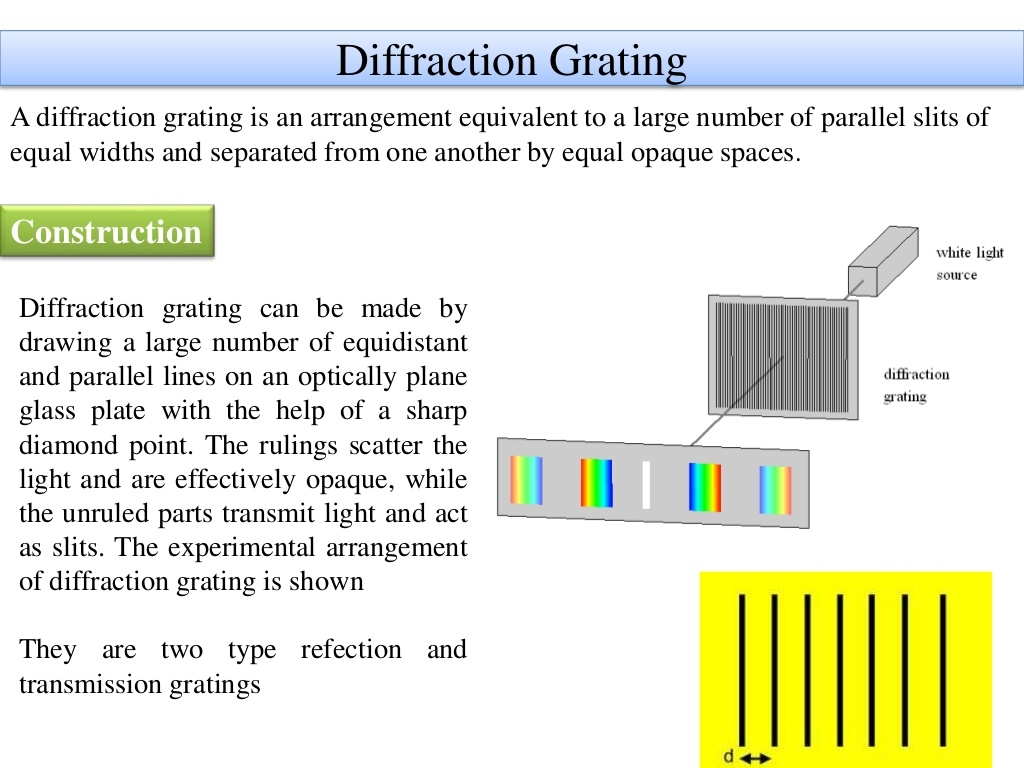 Diffraction Grating
A diffraction grating is an arrangement equivalent to a large number of parallel slits of
equal widths and separated from one another by equal opaque spaces.
Construction
Diffraction grating can be made by
drawing a large number of equidistant
and parallel lines on an optically plane
glass plate with the help of a sharp
diamond point. The rulings scatter the
light and are effectively opaque, while
the unruled parts transmit light and act
as slits. The experimental arrangement
of diffraction grating is shown
They are two type refection and
transmission gratings
white light
source
diffraction
grating
d